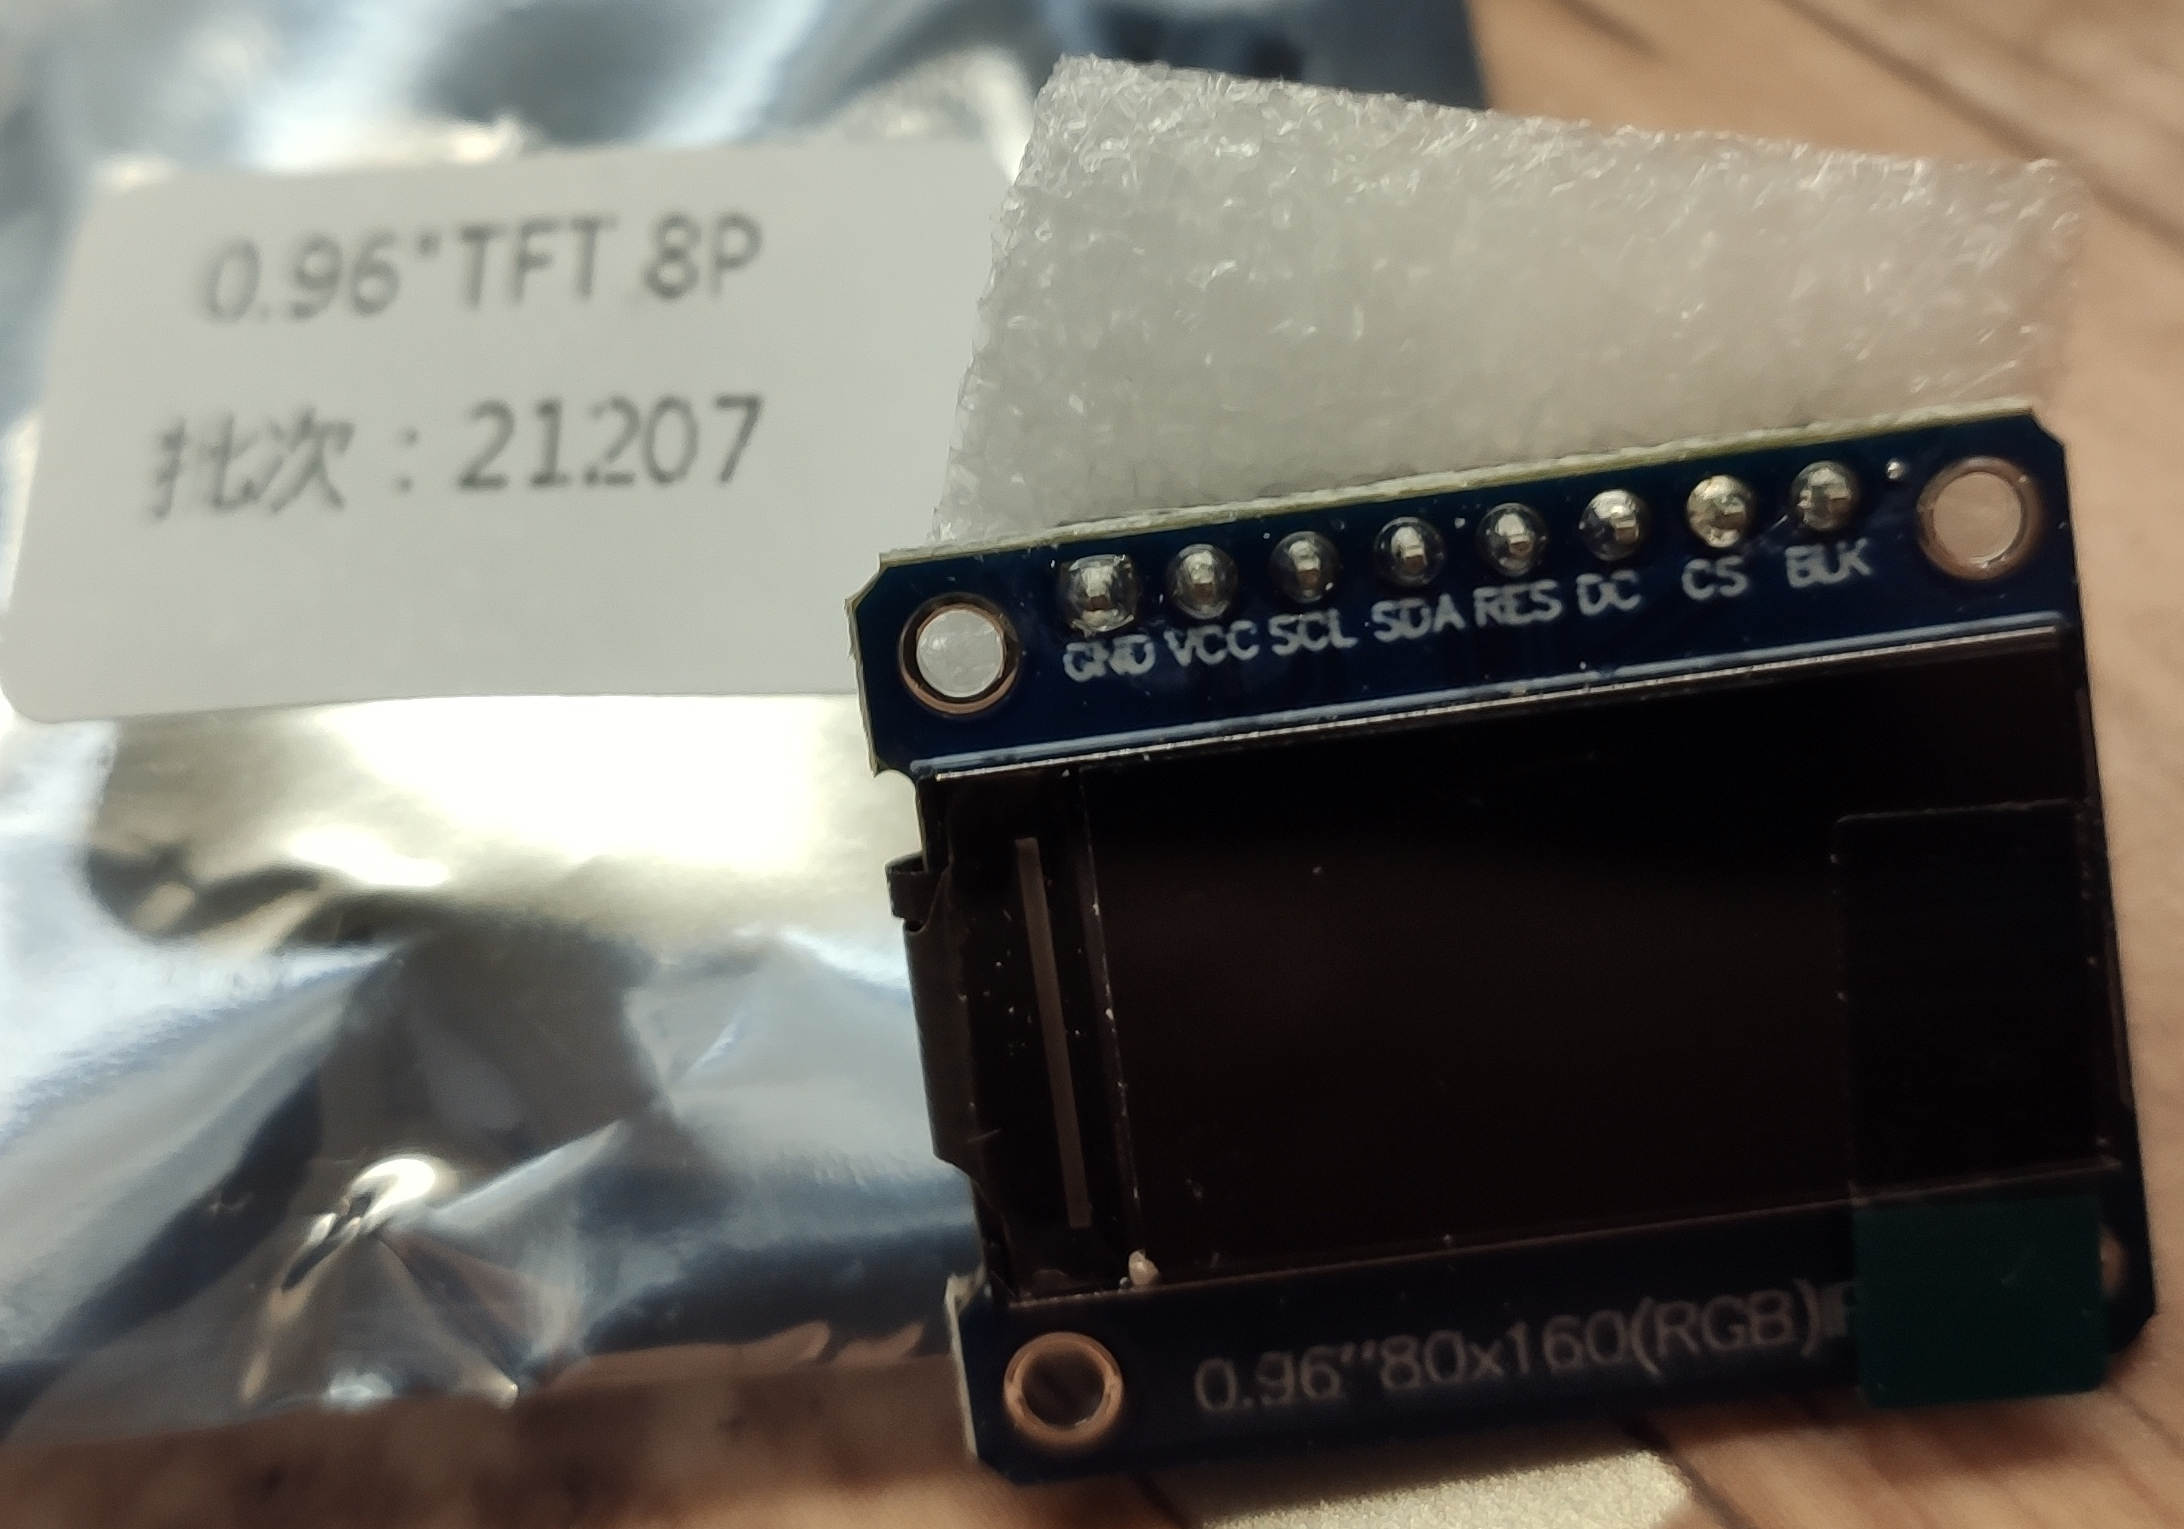 0.96"TFT 8P
批次：21207
GND VCC SCL SDA RES DC CS BLK
0.96"80x160(RGB)